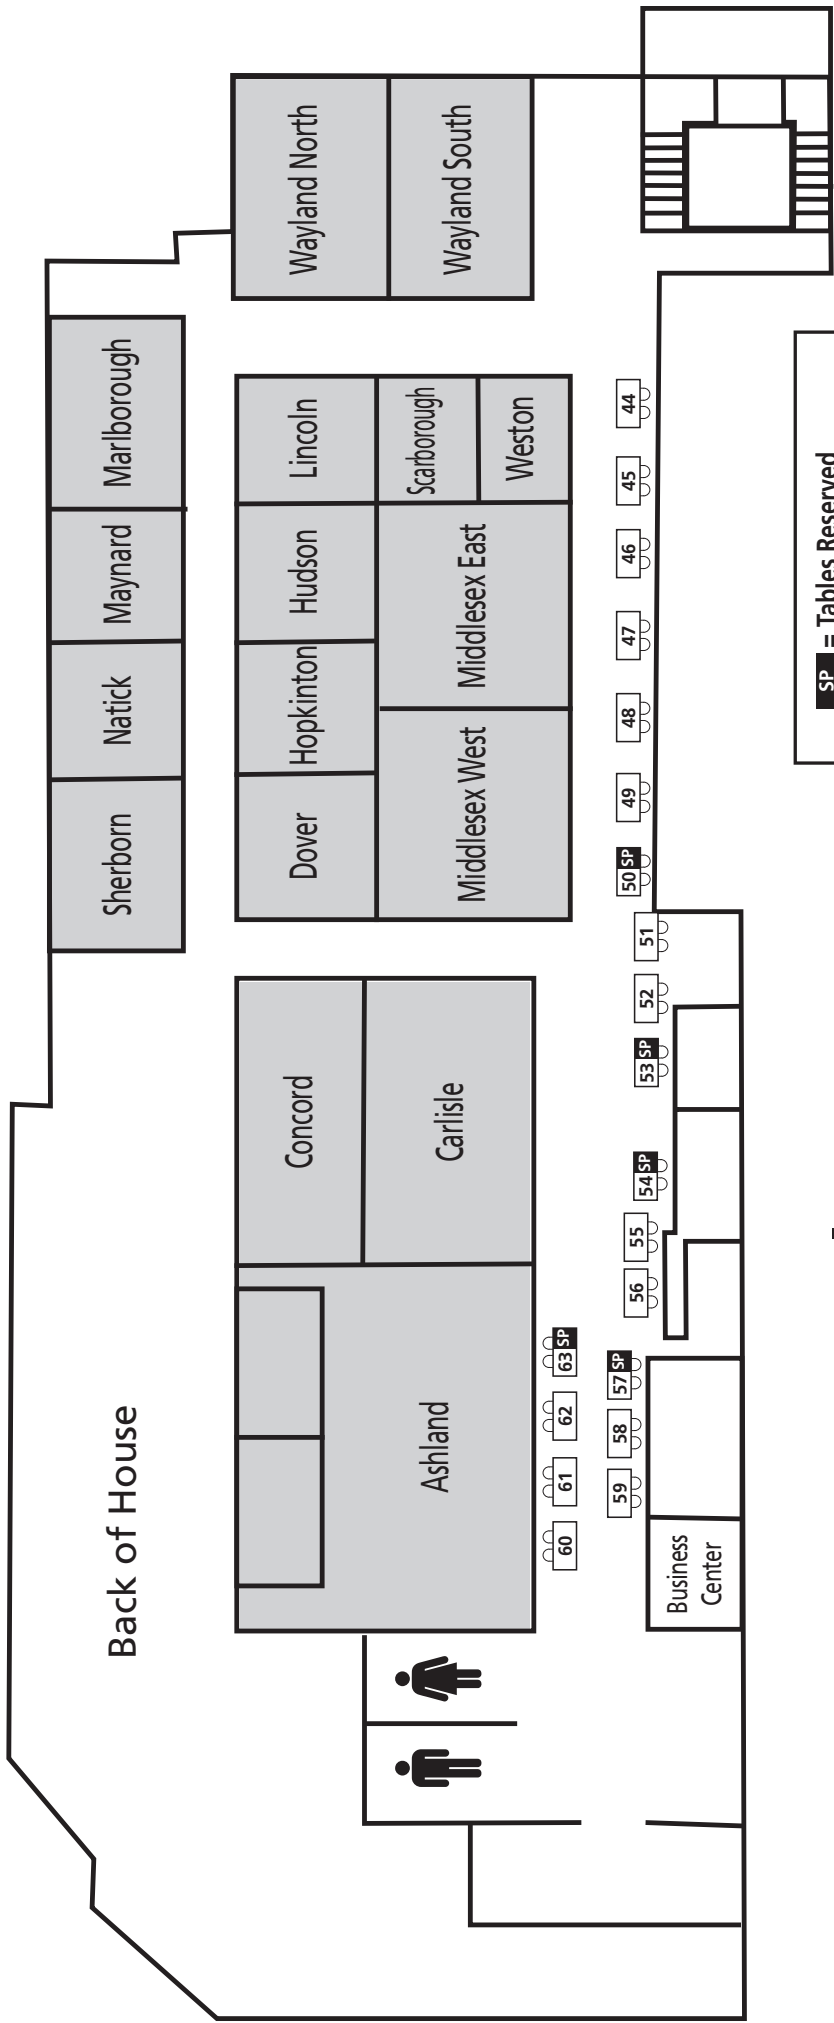 Back of House
Sherborn
Natick
Maynard
Marlborough
Wayland North
Wayland South
Dover
Hopkinton
Hudson
Lincoln
Scarborough
Weston
Middlesex West
Middlesex East
Concord
Carlisle
Ashland
Business
Center
60
61
62
63 SP
59
58
57 SP
56
55
54 SP
53 SP
52
51
50 SP
49
48
47
46
45
44
SP = Tables Reserved